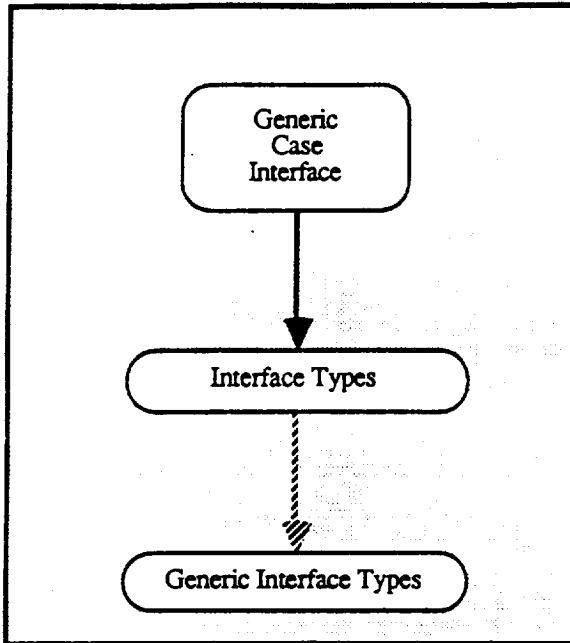 Generic
Case
Interface
Interface Types
Generic Interface Types